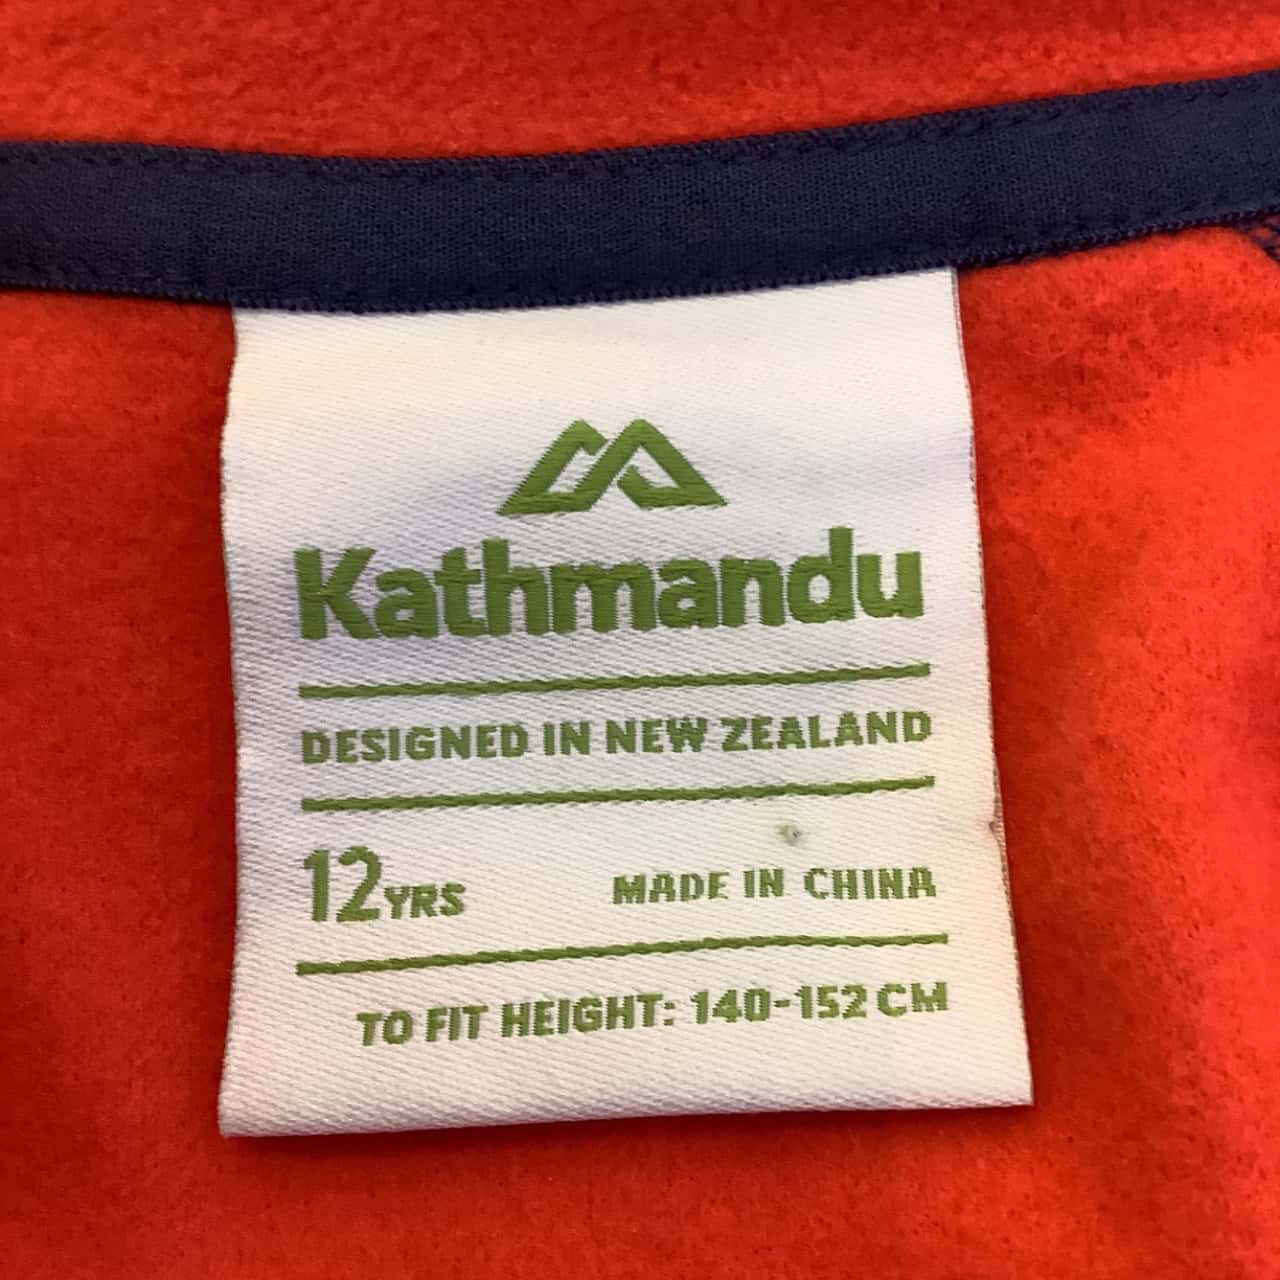 Kathmandu
DESIGNED IN NEW ZEALAND
12YRS MADE IN CHINA
TO FIT HEIGHT: 140-152 CM